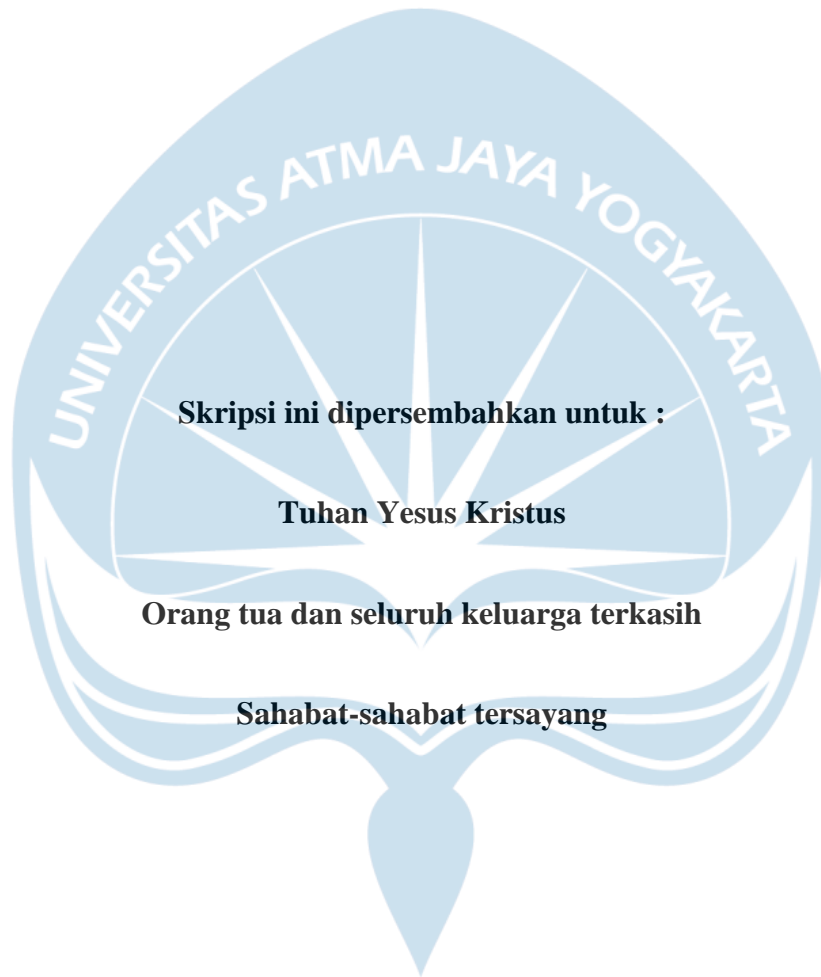 UNIVERSITAS ATMA JAYA YOGYAKARTA
Skripsi ini dipersembahkan untuk :
Tuhan Yesus Kristus
Orang tua dan seluruh keluarga terkasih
Sahabat-sahabat tersayang